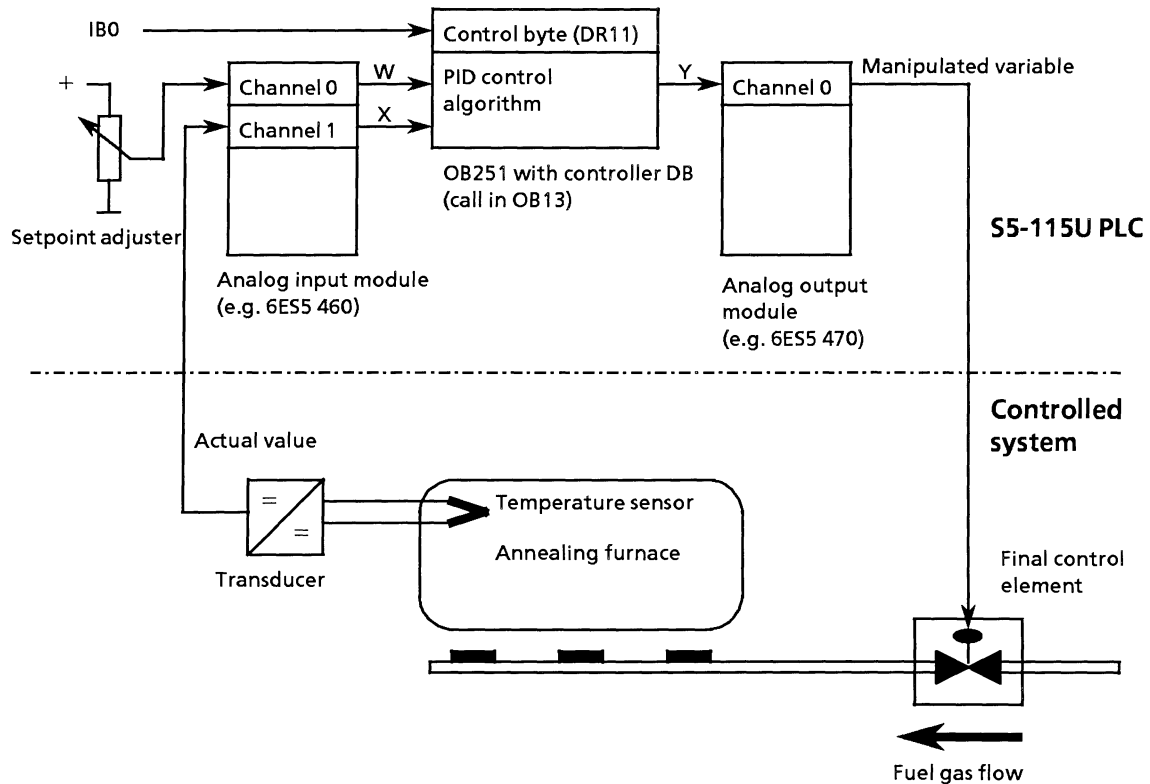 IB0
Control byte (DR11)
W
Y
Manipulated variable
+
Channel 0
PID control
algorithm
Channel 0
X
Channel 1
OB251 with controller DB
(call in OB13)
S5-115U PLC
Setpoint adjuster
Analog input module
(e.g. 6ES5 460)
Analog output
module
(e.g. 6ES5 470)
Controlled
system
Actual value
=
=
Temperature sensor
Annealing furnace
Transducer
Final control
element
Fuel gas flow